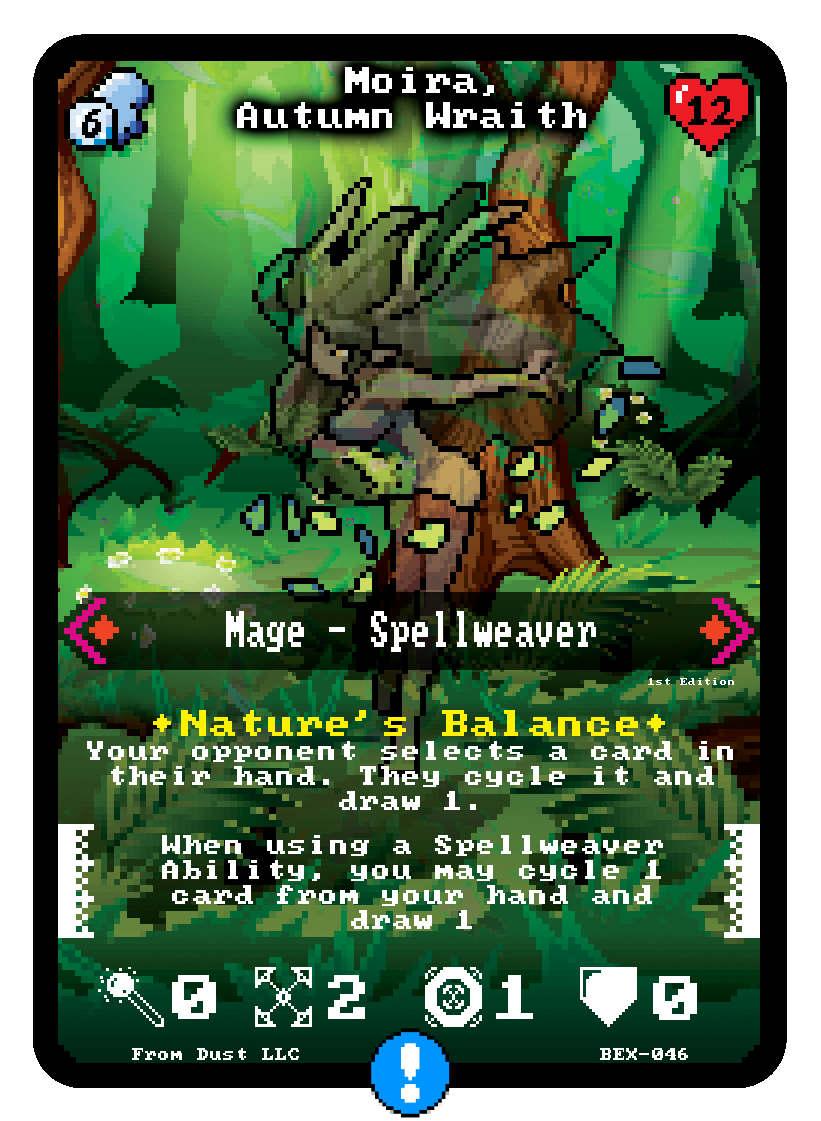 Moira,
Autumn Wraith
6
12
Mage - Spellweaver
1st Edition
✦Nature's Balance✦
Your opponent selects a card in
their hand. They cycle it and
draw 1.
When using a Spellweaver
Ability, you may cycle 1
card from your hand and
draw 1
0 2 1 0
From Dust LLC
BEX-046
!